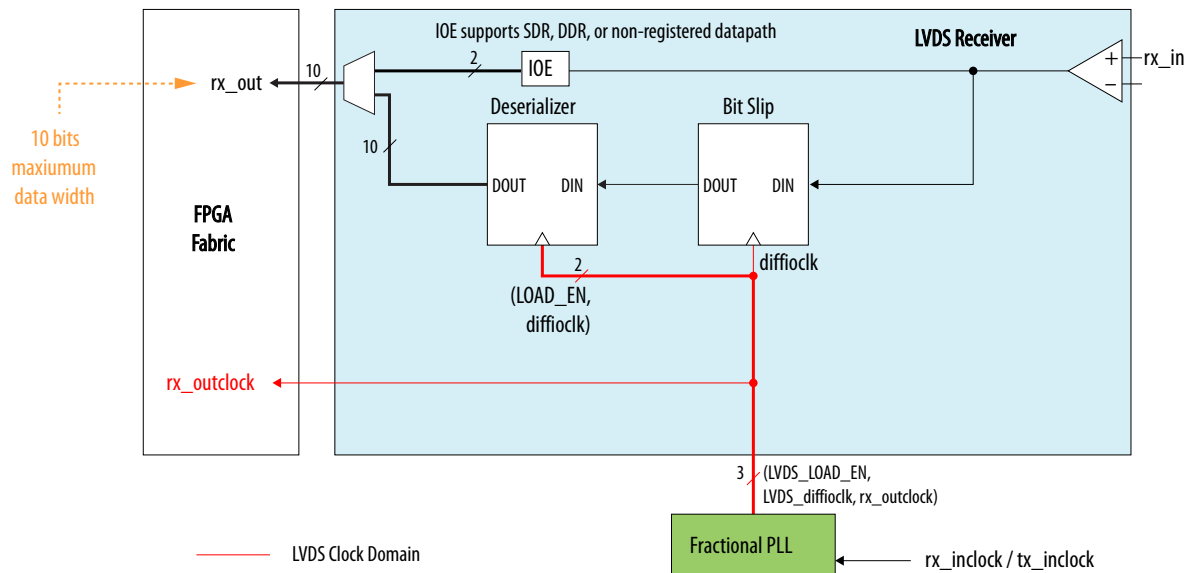 IOE supports SDR, DDR, or non-registered datapath
LVDS Receiver
rx_in
+
–
10
2
IOE
rx_out
Deserializer
Bit Slip
10 bits
maxiumum
data width
10
DOUT
DIN
DOUT
DIN
FPGA
Fabric
2
diffioclk
(LOAD_EN,
diffioclk)
rx_outclock
3
(LVDS_LOAD_EN,
LVDS_diffioclk, rx_outclock)
Fractional PLL
rx_inclock / tx_inclock
LVDS Clock Domain